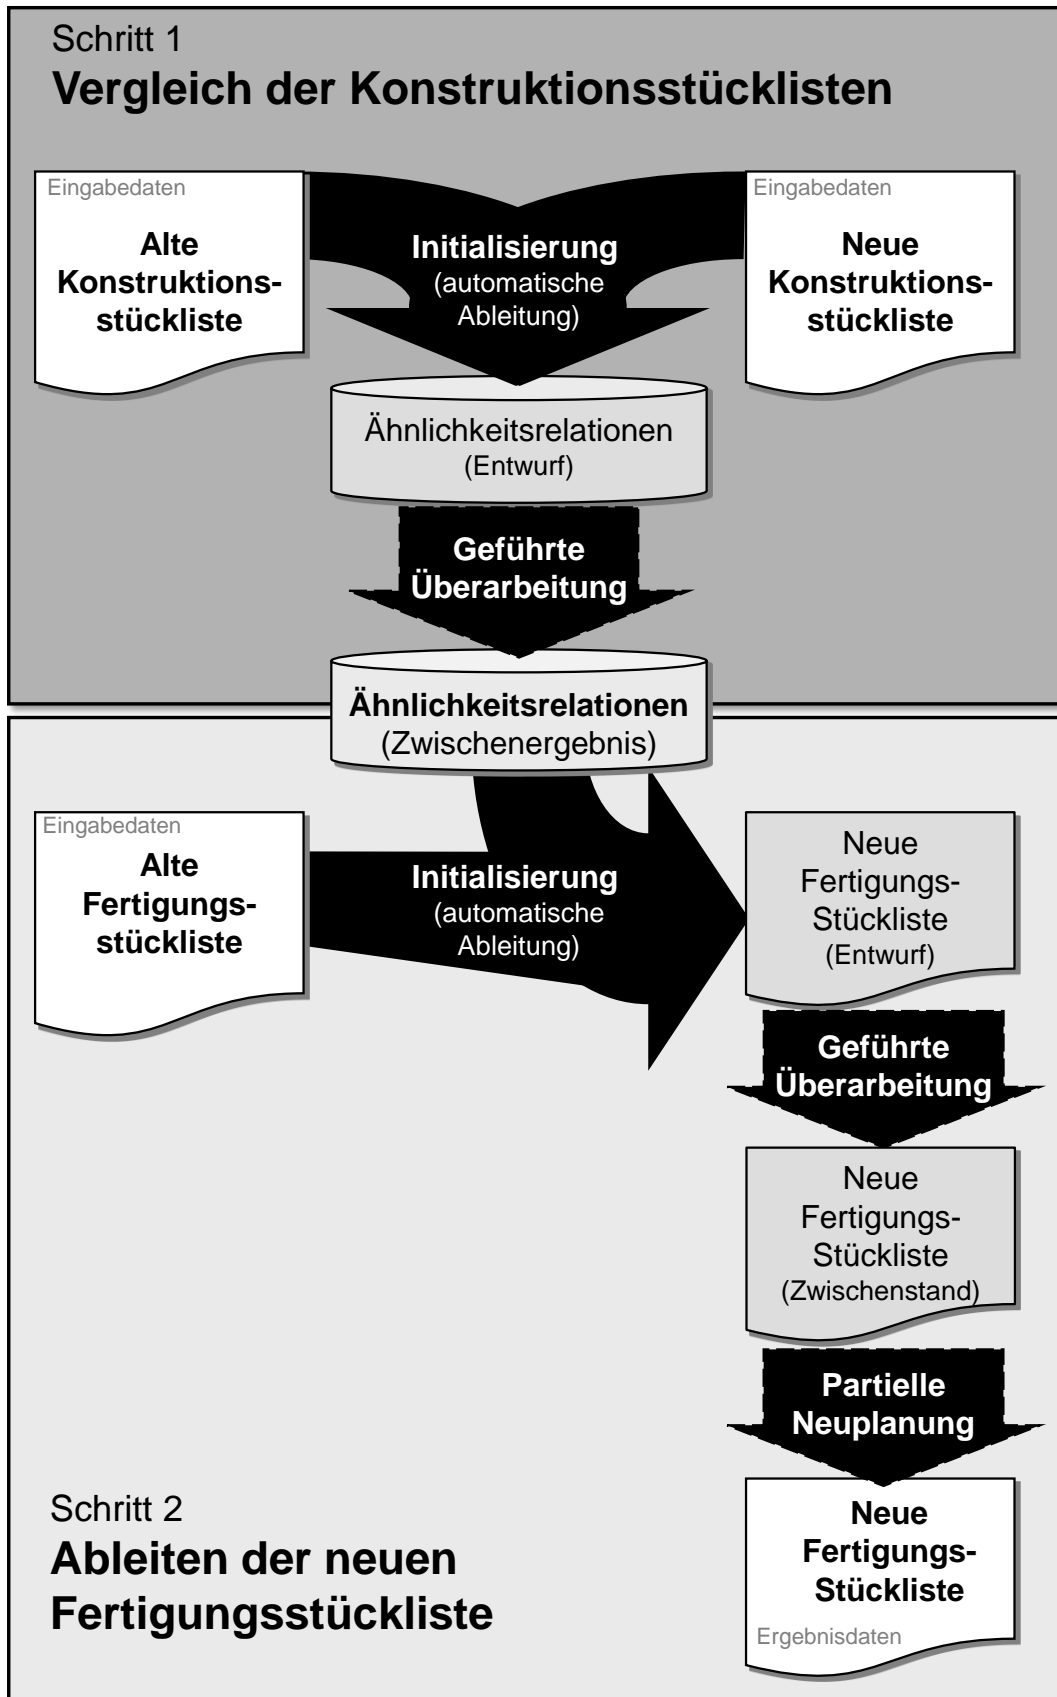 Schritt 1
Vergleich der Konstruktionsstücklisten
Eingabedaten
Alte
Konstruktions-
stückliste
Initialisierung
(automatische
Ableitung)
Eingabedaten
Neue
Konstruktions-
stückliste
Ähnlichkeitsrelationen
(Entwurf)
Geführte
Überarbeitung
Ähnlichkeitsrelationen
(Zwischenergebnis)
Eingabedaten
Alte
Fertigungs-
stückliste
Initialisierung
(automatische
Ableitung)
Neue
Fertigungs-
Stückliste
(Entwurf)
Geführte
Überarbeitung
Neue
Fertigungs-
Stückliste
(Zwischenstand)
Partielle
Neuplanung
Neue
Fertigungs-
Stückliste
Ergebnisdaten
Schritt 2
Ableiten der neuen
Fertigungsstückliste